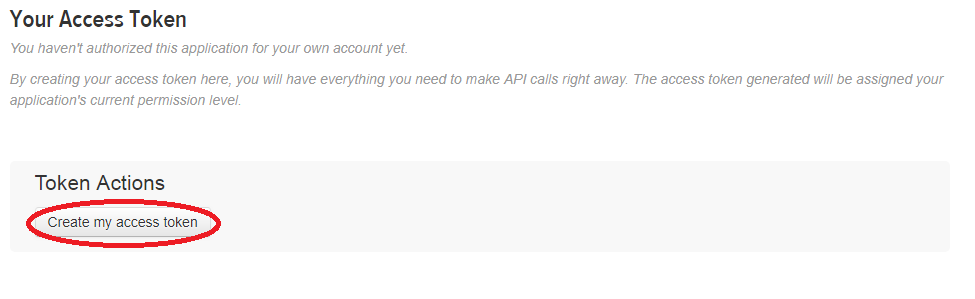 Your Access Token
You haven't authorized this application for your own account yet.
By creating your access token here, you will have everything you need to make API calls right away. The access token generated will be assigned your
application's current permission level.
Token Actions
Create my access token